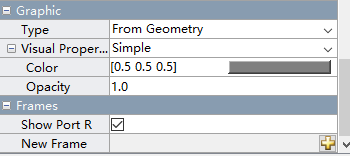 Graphic
Type From Geometry
Visual Proper... Simple
Color [0.5 0.5 0.5]
Opacity 1.0
Frames
Show Port R
New Frame